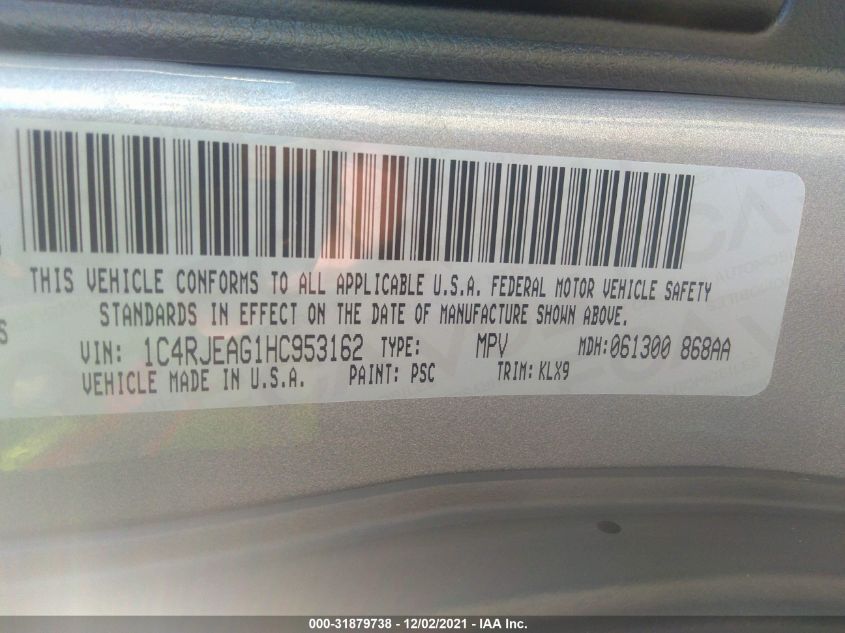 THIS VEHICLE CONFORMS TO ALL APPLICABLE U.S.A. FEDERAL MOTOR VEHICLE SAFETY
STANDARDS IN EFFECT ON THE DATE OF MANUFACTURE SHOWN ABOVE.
VIN: 1C4RJEAG1HC953162 TYPE: MPV MDH:061300 868AA
VEHICLE MADE IN U.S.A. PAINT: PSC TRIM: KLX9
000-31879738 - 12/02/2021 - IAA Inc.